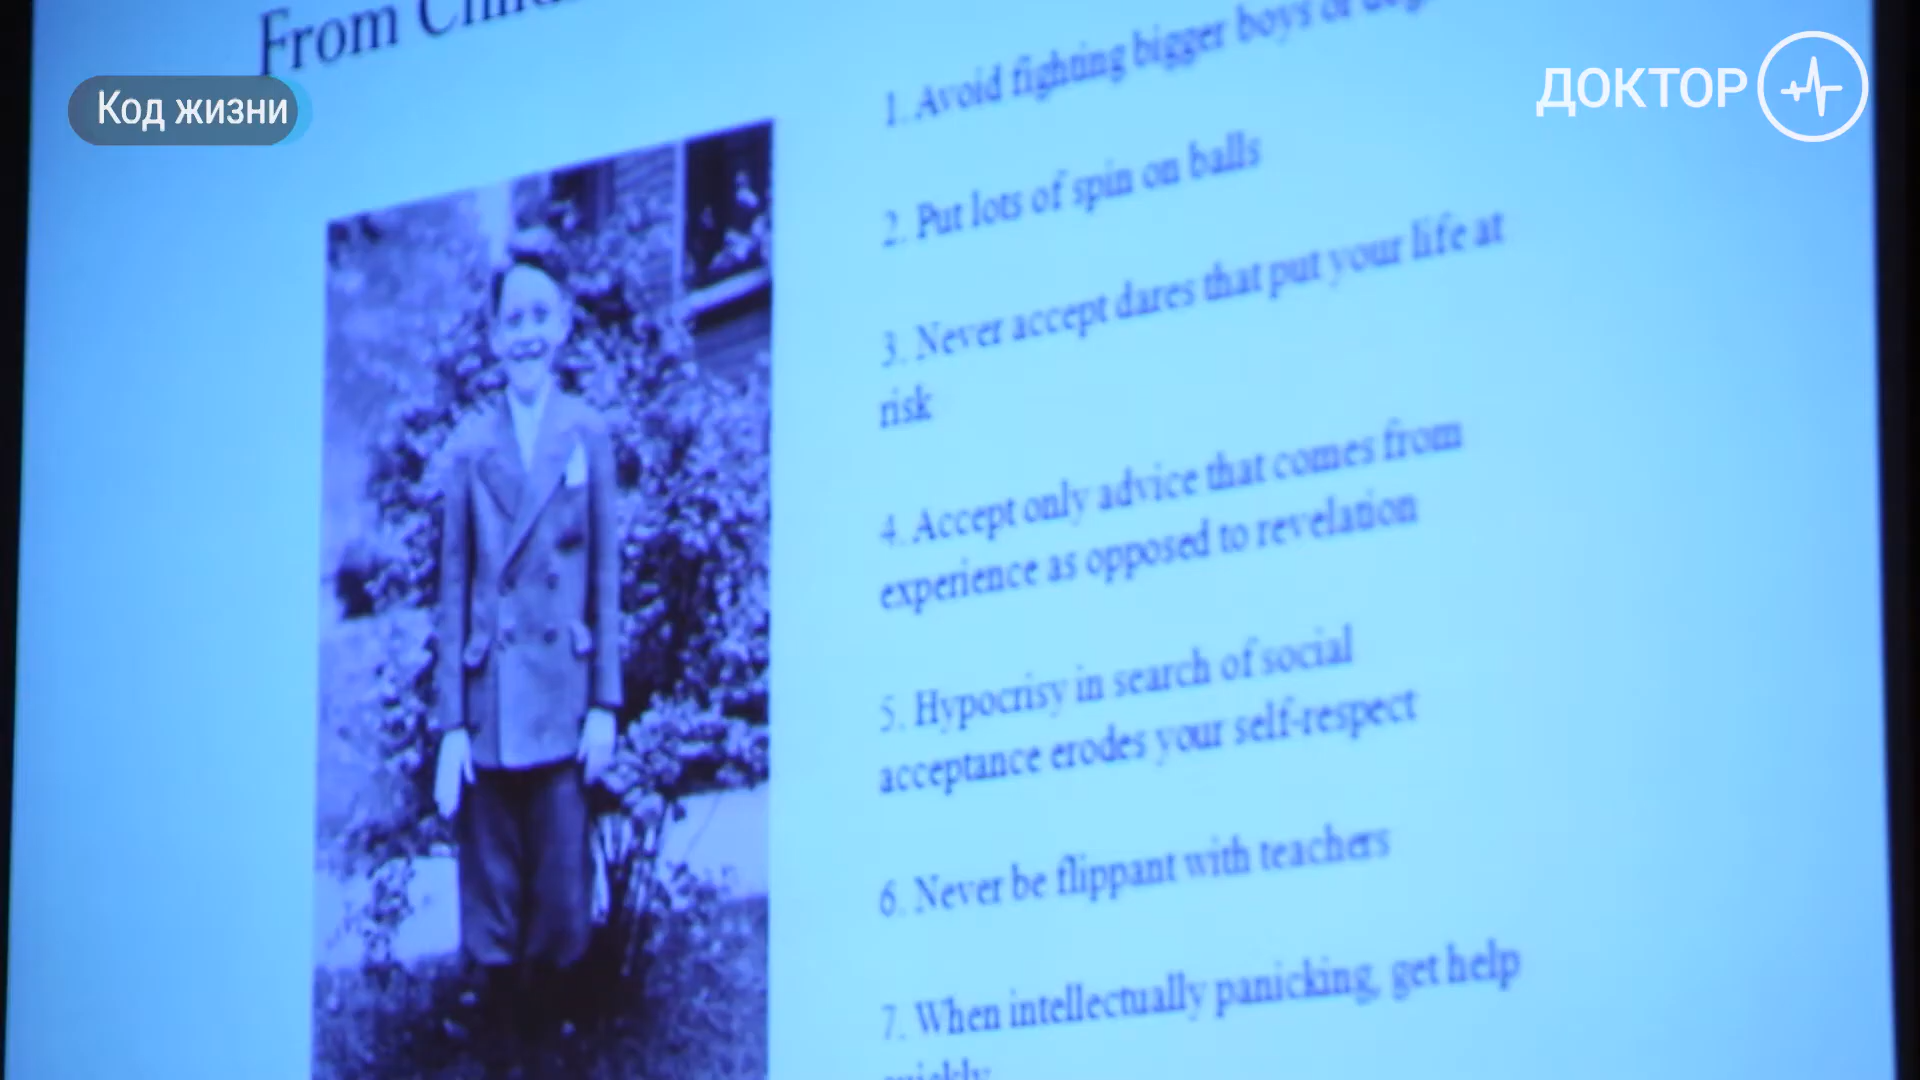 From
Код жизни
ДОКТОР
1. Avoid fighting bigger boys or
2. Put lots of spin on balls
3. Never accept dares that put your life at
risk
4. Accept only advice that comes from
experience as opposed to revelation
5. Hypocrisy in search of social
acceptance erodes your self-respect
6. Never be flippant with teachers
7. When intellectually panicking, get help